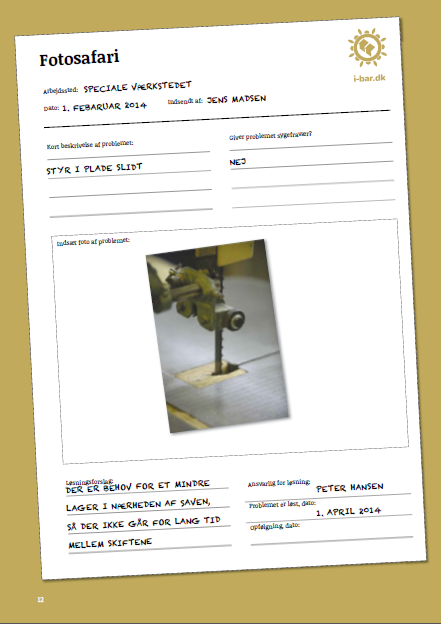 Fotosafari
i-bar.dk
Arbejdssted: SPECIALE VÆRKSTEDET
Dato: 1. FEBARUAR 2014 Indsendt af: JENS MADSEN
Kort beskrivelse af problemet:
STYR I PLADE SLIDT
Giver problemet sygefravær?
NEJ
Indsæt foto af problemet:
Løsningsforslag:
DER ER BEHOV FOR ET MINDRE
LAGER I NÆRHEDEN AF SAVEN,
SÅ DER IKKE GÅR FOR LANG TID
MELLEM SKIFTENE
Ansvarlig for løsning: PETER HANSEN
Problemet er løst, dato: 1. APRIL 2014
Opfølgning, dato:
12